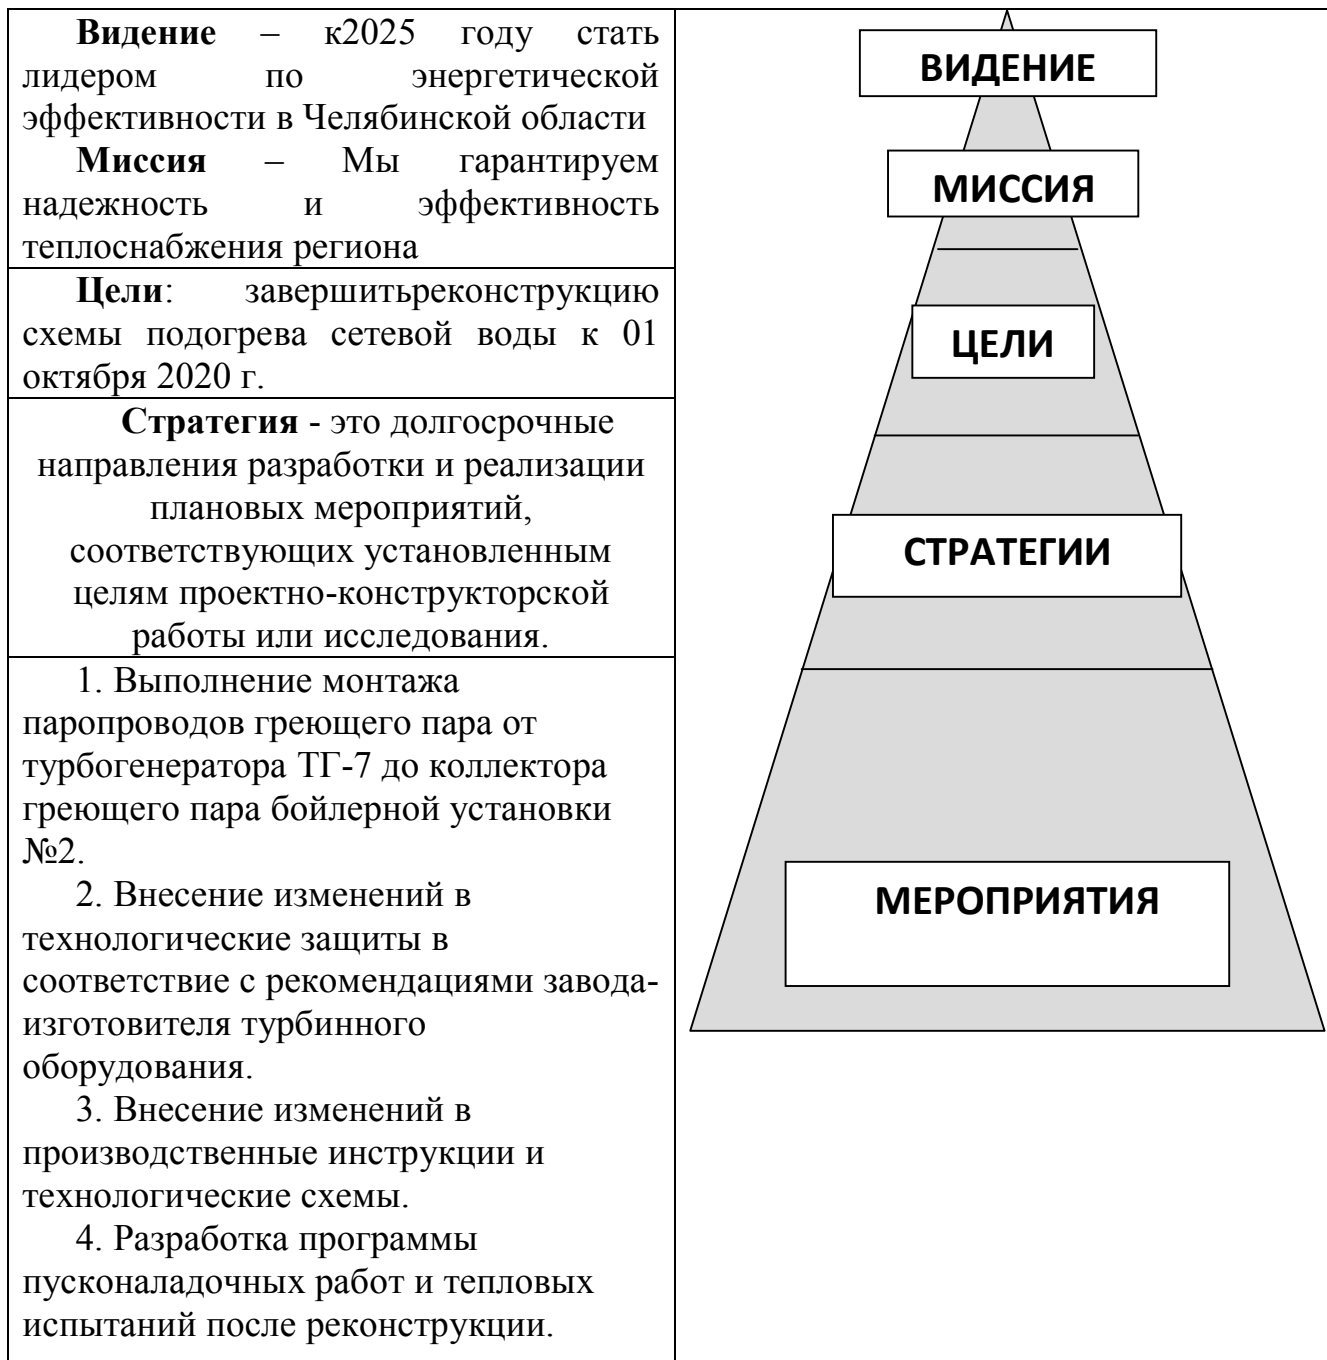 Видение – к2025 году стать
лидером по энергетической
эффективности в Челябинской области
Миссия – Мы гарантируем
надежность и эффективность
теплоснабжения региона
Цели: завершитьреконструкцию
схемы подогрева сетевой воды к 01
октября 2020 г.
Стратегия - это долгосрочные
направления разработки и реализации
плановых мероприятий,
соответствующих установленным
целям проектно-конструкторской
работы или исследования.
1. Выполнение монтажа
паропроводов греющего пара от
турбогенератора ТГ-7 до коллектора
греющего пара бойлерной установки
№2.
2. Внесение изменений в
технологические защиты в
соответствие с рекомендациями завода-
изготовителя турбинного
оборудования.
3. Внесение изменений в
производственные инструкции и
технологические схемы.
4. Разработка программы
пусконаладочных работ и тепловых
испытаний после реконструкции.
ВИДЕНИЕ
МИССИЯ
ЦЕЛИ
СТРАТЕГИИ
МЕРОПРИЯТИЯ